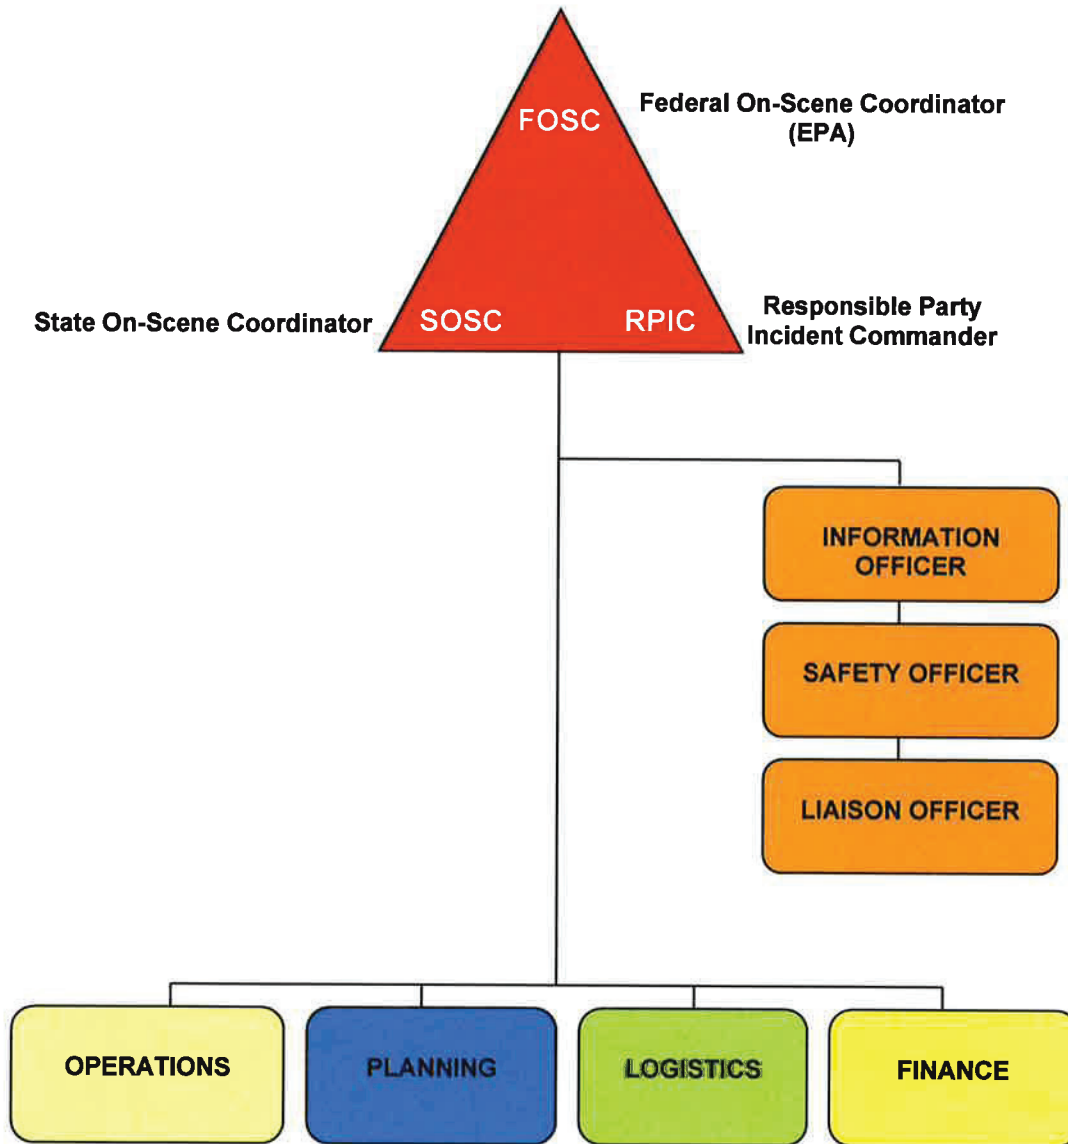 FOSC
Federal On-Scene Coordinator
(EPA)
State On-Scene Coordinator
SOSC
RPIC
Responsible Party
Incident Commander
INFORMATION
OFFICER
SAFETY OFFICER
LIAISON OFFICER
OPERATIONS
PLANNING
LOGISTICS
FINANCE